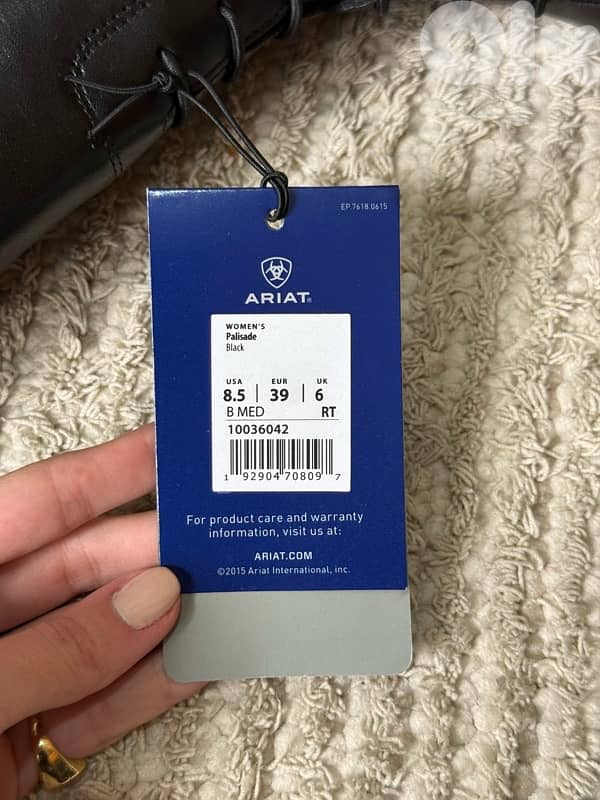 olx
EP.7618.0615
ARIAT®
WOMEN'S
Palisade
Black
USA EUR UK
8.5 | 39 | 6
B MED RT
10036042
1 92904 70809 7
For product care and warranty
information, visit us at:
ARIAT.COM
©2015 Ariat International, inc.